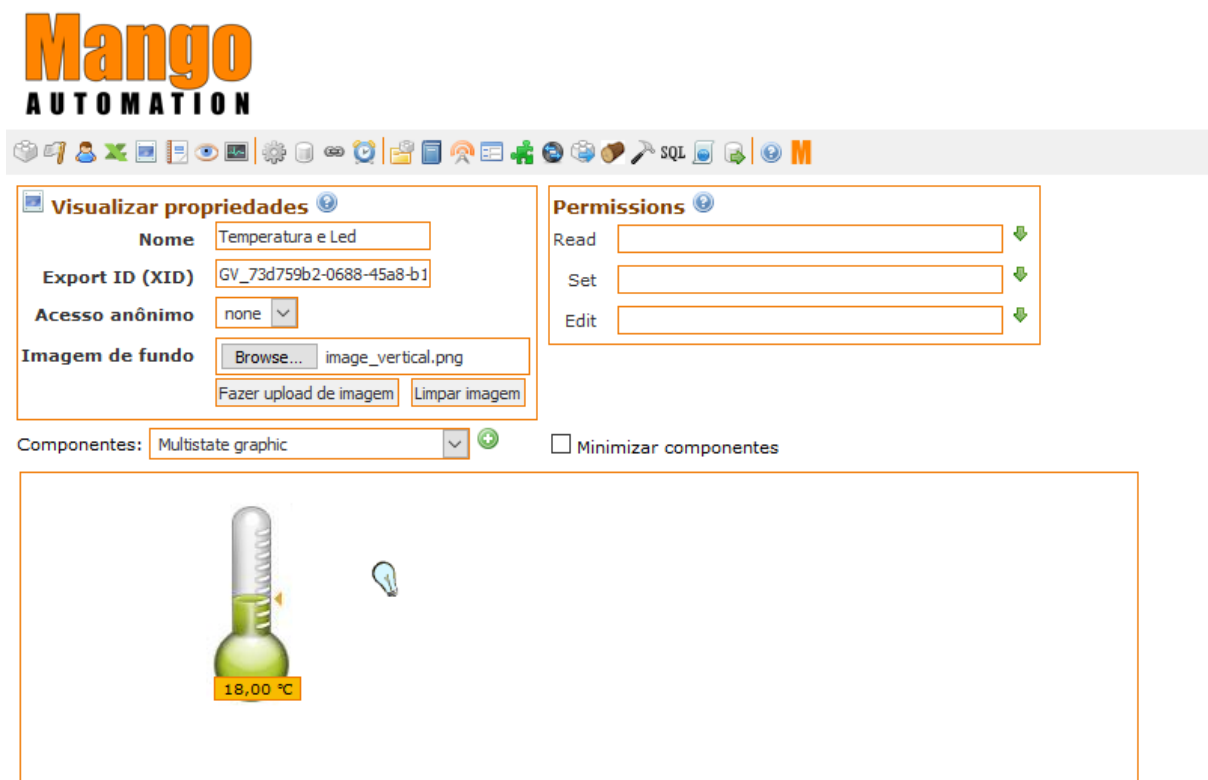 Mango
AUTOMATION
SQL M
Visualizar propriedades
Nome Temperatura e Led
Export ID (XID) GV_73d759b2-0688-45a8-b1
Acesso anônimo none
Imagem de fundo Browse... image_vertical.png
Fazer upload de imagem Limpar imagem
Permissions
Read
Set
Edit
Componentes: Multistate graphic Minimizar componentes
18,00 °C